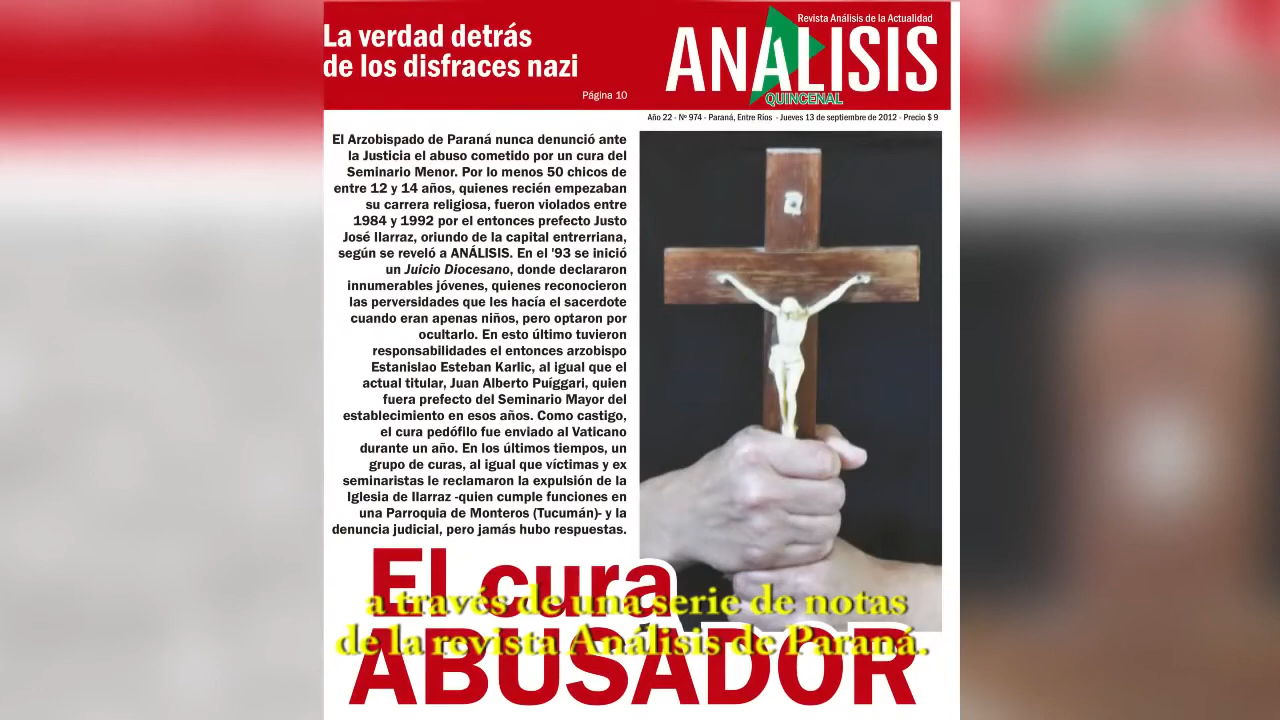 La verdad detrás
de los disfraces nazi
Página 10
Revista Análisis de la Actualidad
ANALISIS
QUINCENAL
Año 22 - Nº 974 - Paraná, Entre Ríos - Jueves 13 de septiembre de 2012 - Precio $ 9
El Arzobispado de Paraná nunca denunció ante
la Justicia el abuso cometido por un cura del
Seminario Menor. Por lo menos 50 chicos de
entre 12 y 14 años, quienes recién empezaban
su carrera religiosa, fueron violados entre
1984 y 1992 por el entonces prefecto Justo
José Ilarraz, oriundo de la capital entrerriana,
según se reveló a ANÁLISIS. En el '93 se inició
un Juicio Diocesano, donde declararon
innumerables jóvenes, quienes reconocieron
las perversidades que les hacía el sacerdote
cuando eran apenas niños, pero optaron por
ocultarlo. En esto último tuvieron
responsabilidades el entonces arzobispo
Estanislao Esteban Karlic, al igual que el
actual titular, Juan Alberto Puíggari, quien
fuera prefecto del Seminario Mayor del
establecimiento en esos años. Como castigo,
el cura pedófilo fue enviado al Vaticano
durante un año. En los últimos tiempos, un
grupo de curas, al igual que víctimas y ex
seminaristas le reclamaron la expulsión de la
Iglesia de Ilarraz -quien cumple funciones en
una Parroquia de Monteros (Tucumán)- y la
denuncia judicial, pero jamás hubo respuestas.
El cura
ABUSADOR
a través de una serie de notas
de la revista Análisis de Paraná.